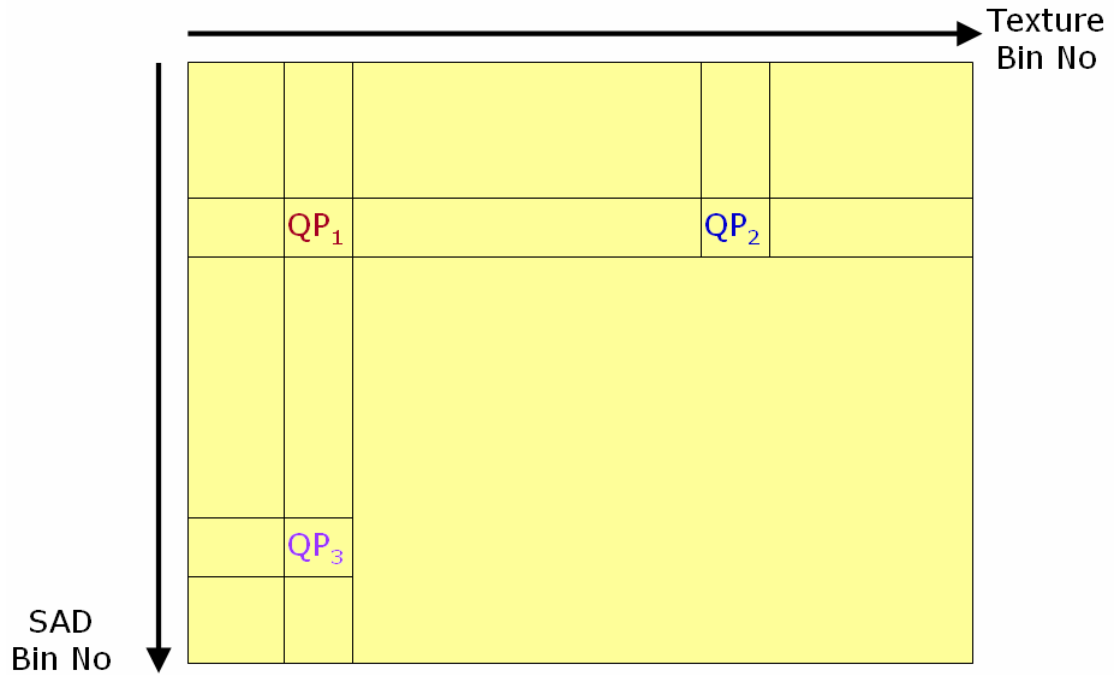 Texture
Bin No
QP₁
QP₂
QP₃
SAD
Bin No